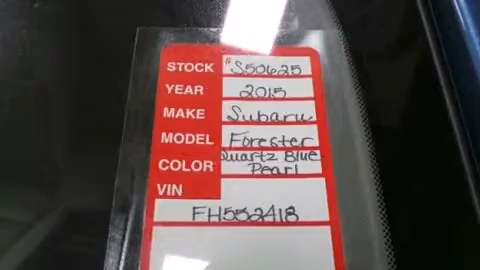 STOCK # S50625
YEAR 2015
MAKE Subaru
MODEL Forester
COLOR Quartz Blue
Pearl
VIN
FH552418